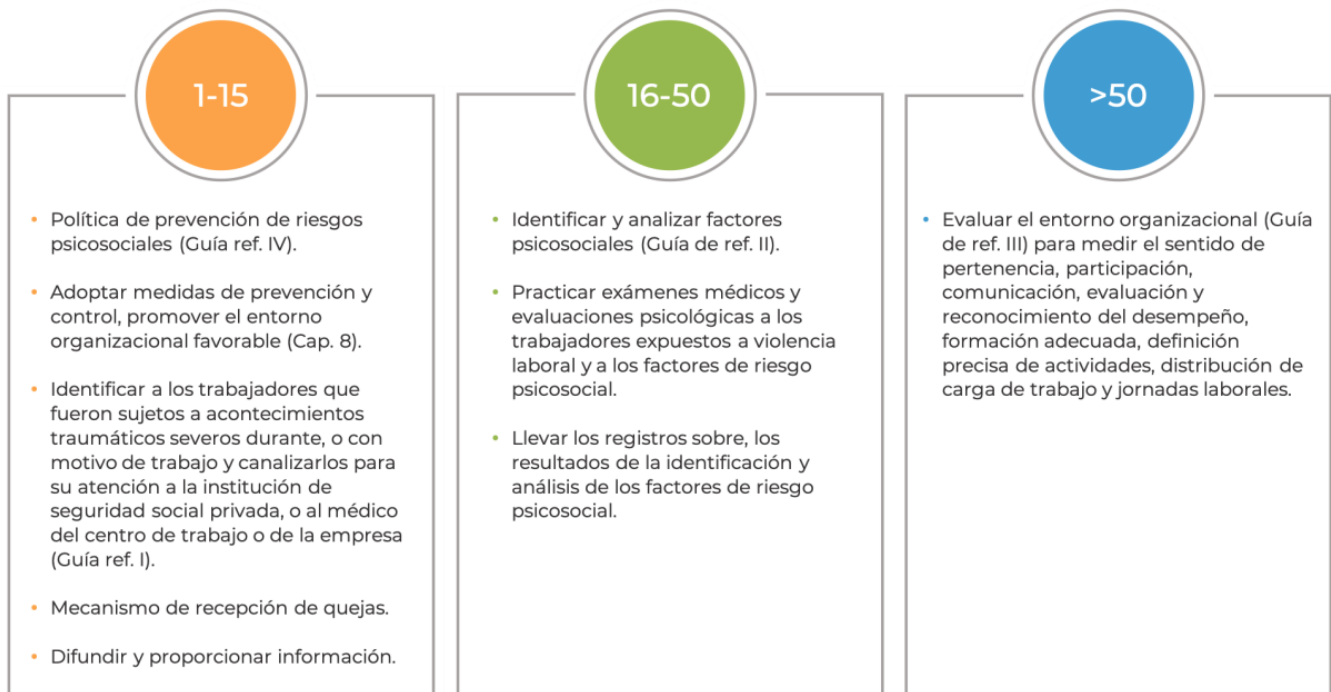 1-15
• Política de prevención de riesgos
psicosociales (Guía ref. IV).
• Adoptar medidas de prevención y
control, promover el entorno
organizacional favorable (Cap. 8).
• Identificar a los trabajadores que
fueron sujetos a acontecimientos
traumáticos severos durante, o con
motivo de trabajo y canalizarlos para
su atención a la institución de
seguridad social privada, o al médico
del centro de trabajo o de la empresa
(Guía ref. I).
• Mecanismo de recepción de quejas.
• Difundir y proporcionar información.
16-50
• Identificar y analizar factores
psicosociales (Guía de ref. II).
• Practicar exámenes médicos y
evaluaciones psicológicas a los
trabajadores expuestos a violencia
laboral y a los factores de riesgo
psicosocial.
• Llevar los registros sobre, los
resultados de la identificación y
análisis de los factores de riesgo
psicosocial.
>50
• Evaluar el entorno organizacional (Guía
de ref. III) para medir el sentido de
pertenencia, participación,
comunicación, evaluación y
reconocimiento del desempeño,
formación adecuada, definición
precisa de actividades, distribución de
carga de trabajo y jornadas laborales.